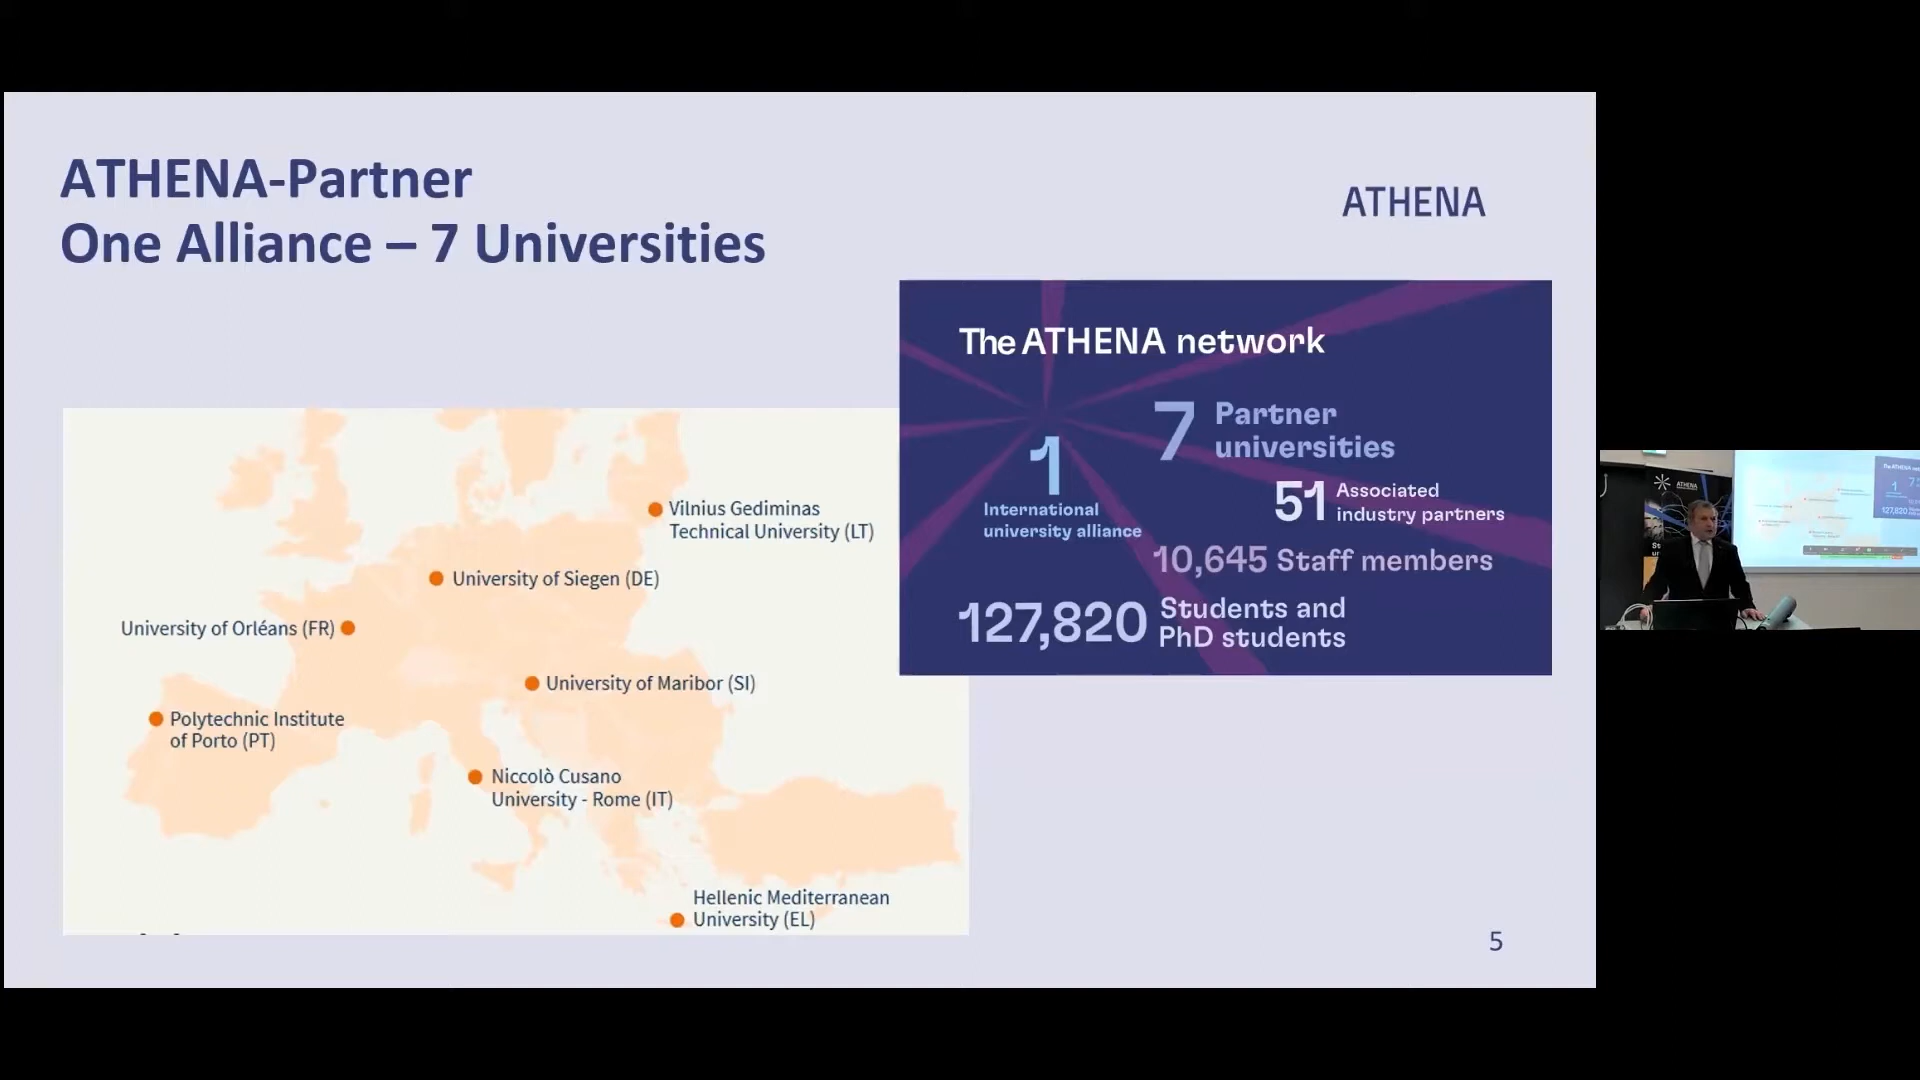 ATHENA-Partner
One Alliance – 7 Universities
ATHENA
The ATHENA network
1
International
university alliance
7
Partner
universities
51
Associated
industry partners
10,645 Staff members
127,820
Students and
PhD students
Vilnius Gediminas
Technical University (LT)
University of Siegen (DE)
University of Orléans (FR)
University of Maribor (SI)
Polytechnic Institute
of Porto (PT)
Niccolò Cusano
University - Rome (IT)
Hellenic Mediterranean
University (EL)
5
ATHENA
127,820